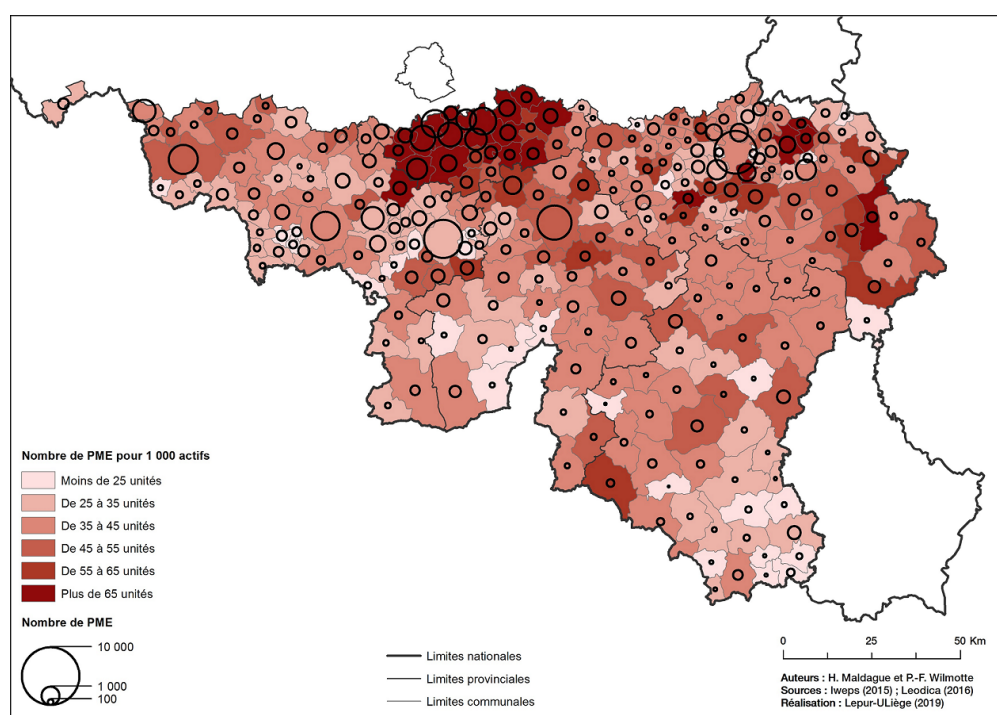 Nombre de PME pour 1 000 actifs
Moins de 25 unités
De 25 à 35 unités
De 35 à 45 unités
De 45 à 55 unités
De 55 à 65 unités
Plus de 65 unités
Nombre de PME
10 000
1 000
100
Limites nationales
Limites provinciales
Limites communales
0 25 50 Km
Auteurs : H. Maldague et P.-F. Wilmotte
Sources : Iweps (2015) ; Leodica (2016)
Réalisation : Lepur-ULiège (2019)